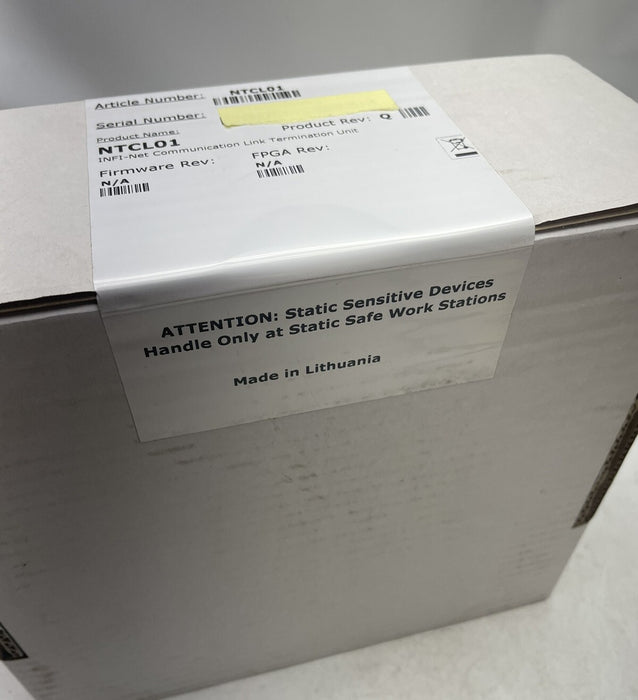 Article Number: NTCL01
Serial Number:
Product Rev: Q
Product Name:
NTCL01
INFI-Net Communication Link Termination Unit
Firmware Rev: FPGA Rev:
N/A N/A
ATTENTION: Static Sensitive Devices
Handle Only at Static Safe Work Stations
Made in Lithuania